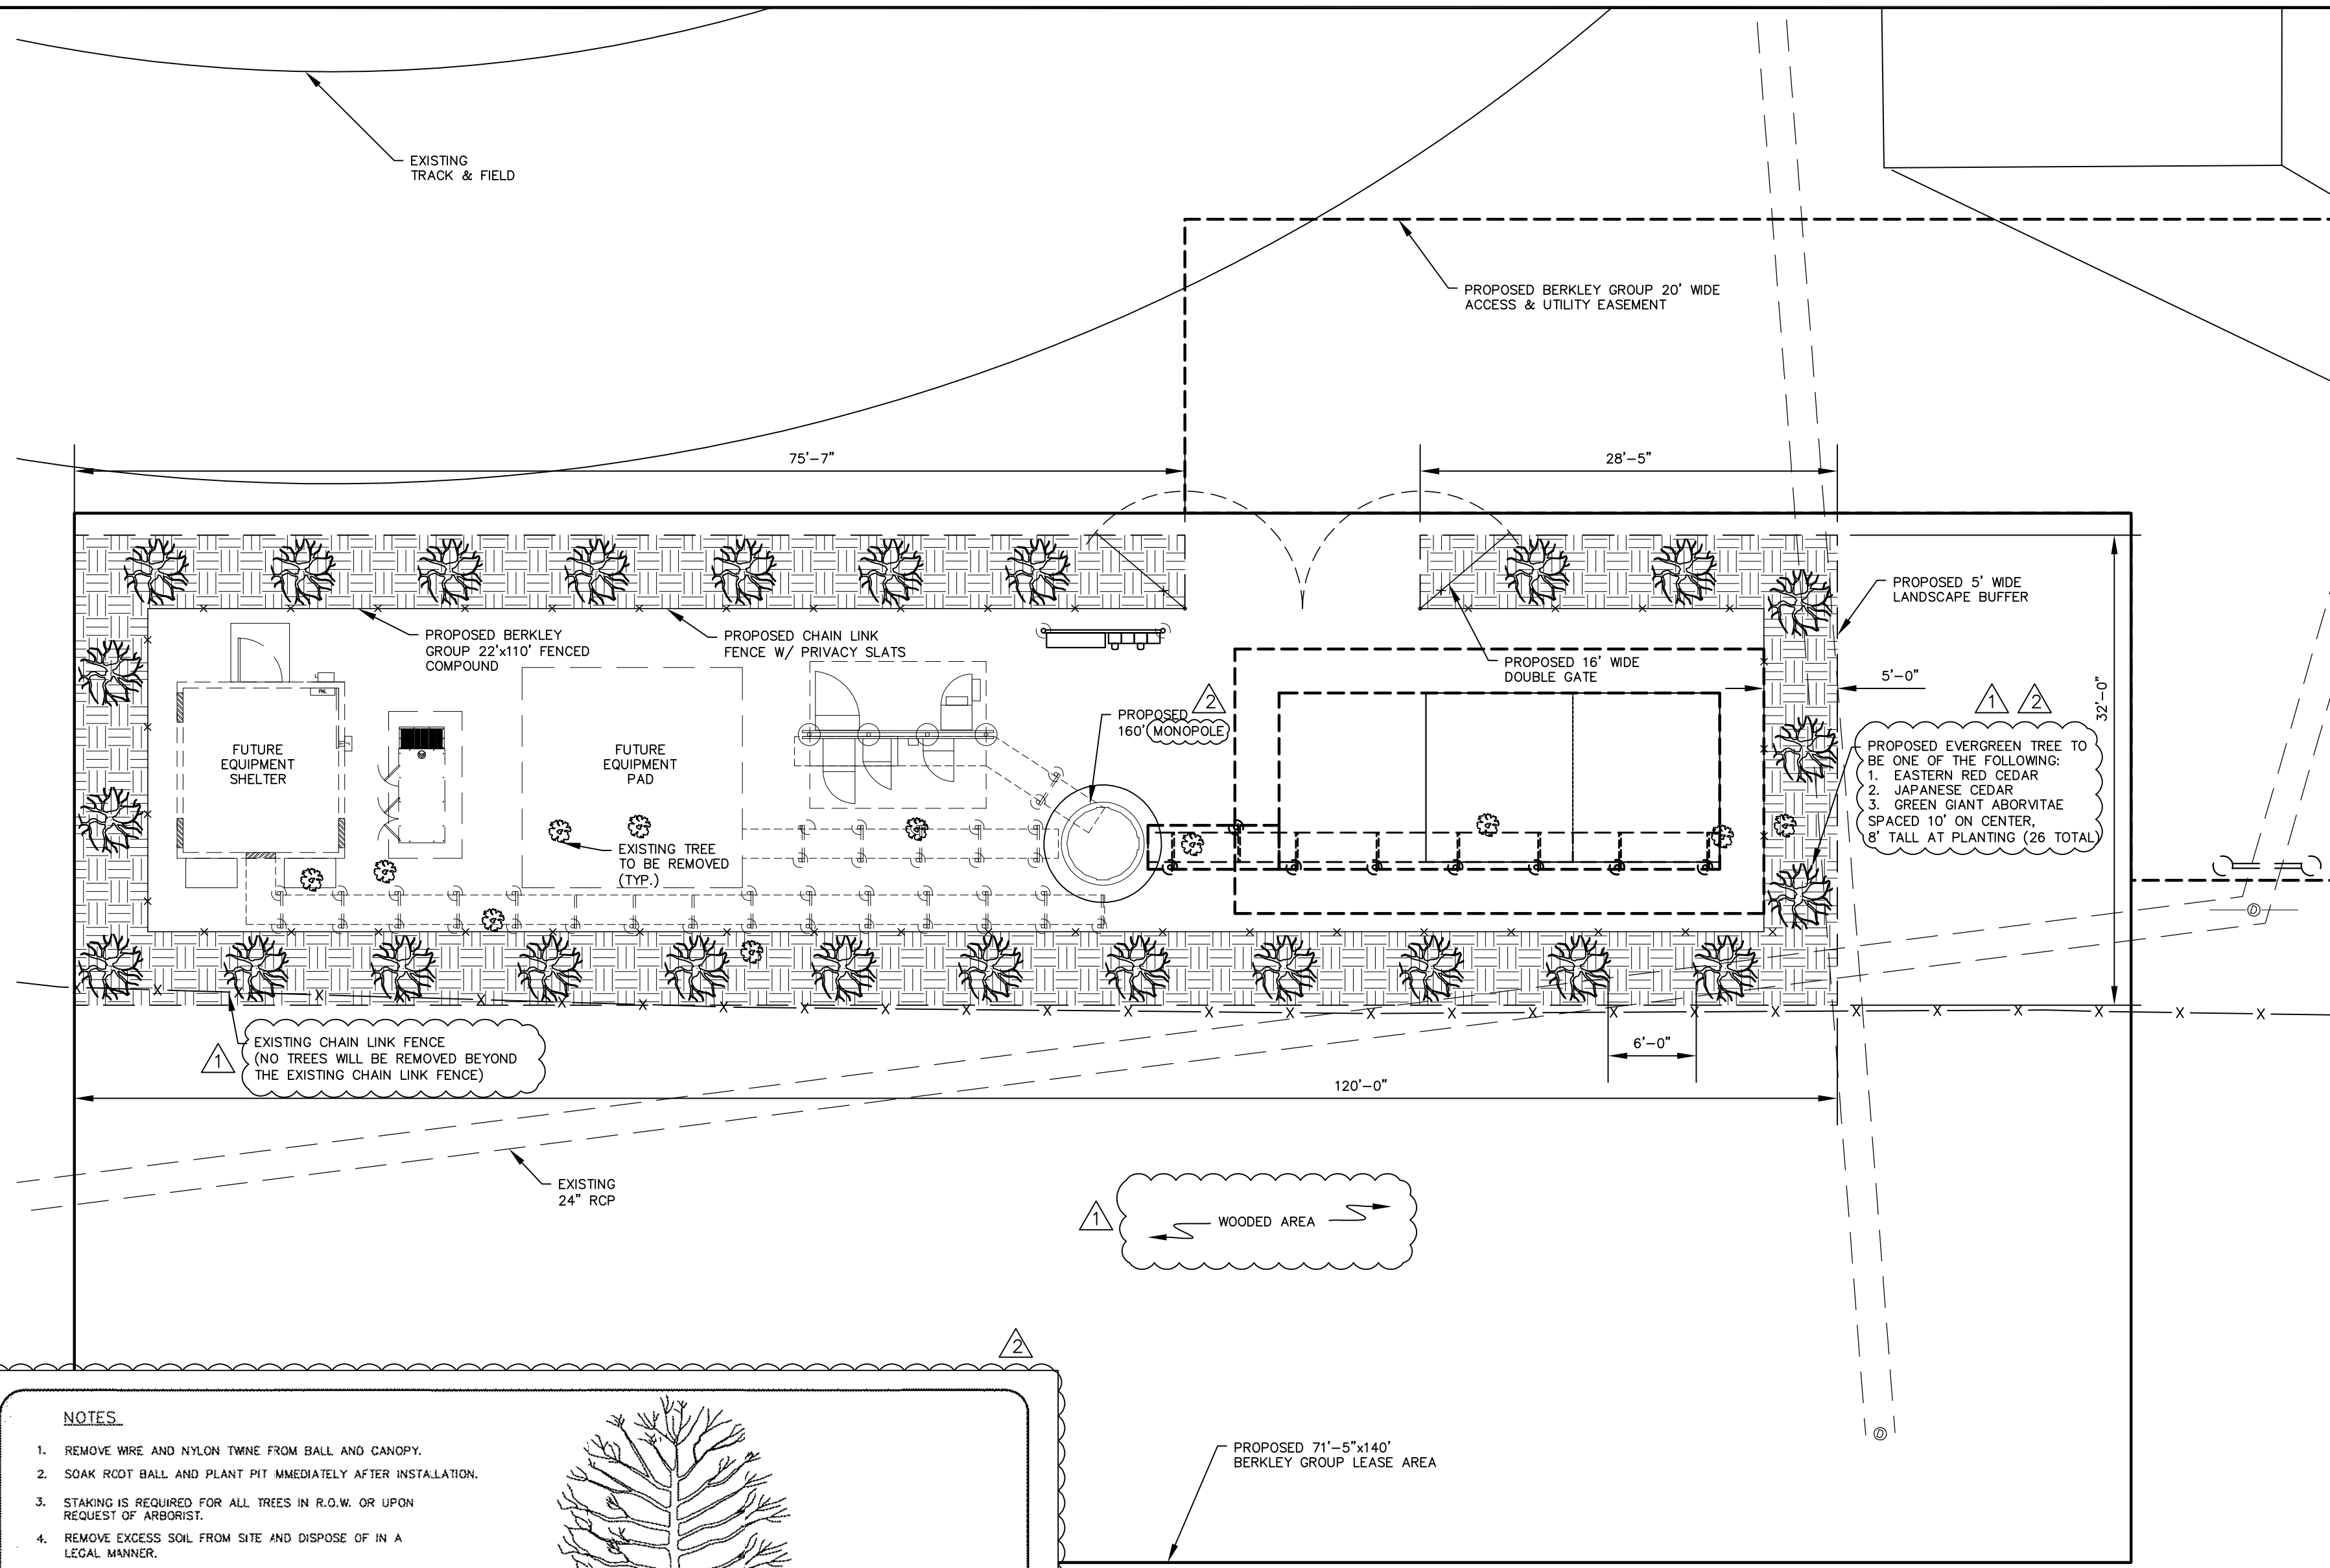 EXISTING
TRACK & FIELD
PROPOSED BERKLEY GROUP 20' WIDE
ACCESS & UTILITY EASEMENT
75'-7"
28'-5"
PROPOSED 5' WIDE
LANDSCAPE BUFFER
PROPOSED BERKLEY
GROUP 22'x110' FENCED
COMPOUND
PROPOSED CHAIN LINK
FENCE W/ PRIVACY SLATS
PROPOSED 16' WIDE
DOUBLE GATE
5'-0"
32'-0"
PNL
2
PROPOSED
160' MONOPOLE
1
2
FUTURE
EQUIPMENT
SHELTER
FUTURE
EQUIPMENT
PAD
PROPOSED EVERGREEN TREE TO
BE ONE OF THE FOLLOWING:
1. EASTERN RED CEDAR
2. JAPANESE CEDAR
3. GREEN GIANT ABORVITAE
SPACED 10' ON CENTER,
8' TALL AT PLANTING (26 TOTAL)
EXISTING TREE
TO BE REMOVED
(TYP.)
D
1
EXISTING CHAIN LINK FENCE
(NO TREES WILL BE REMOVED BEYOND
THE EXISTING CHAIN LINK FENCE)
6'-0"
120'-0"
EXISTING
24" RCP
1
WOODED AREA
2
D
NOTES
1. REMOVE WIRE AND NYLON TWINE FROM BALL AND CANOPY.
2. SOAK ROOT BALL AND PLANT PIT IMMEDIATELY AFTER INSTALLATION.
3. STAKING IS REQUIRED FOR ALL TREES IN R.O.W. OR UPON
REQUEST OF ARBORIST.
4. REMOVE EXCESS SOIL FROM SITE AND DISPOSE OF IN A
LEGAL MANNER.
PROPOSED 71'-5"x140'
BERKLEY GROUP LEASE AREA